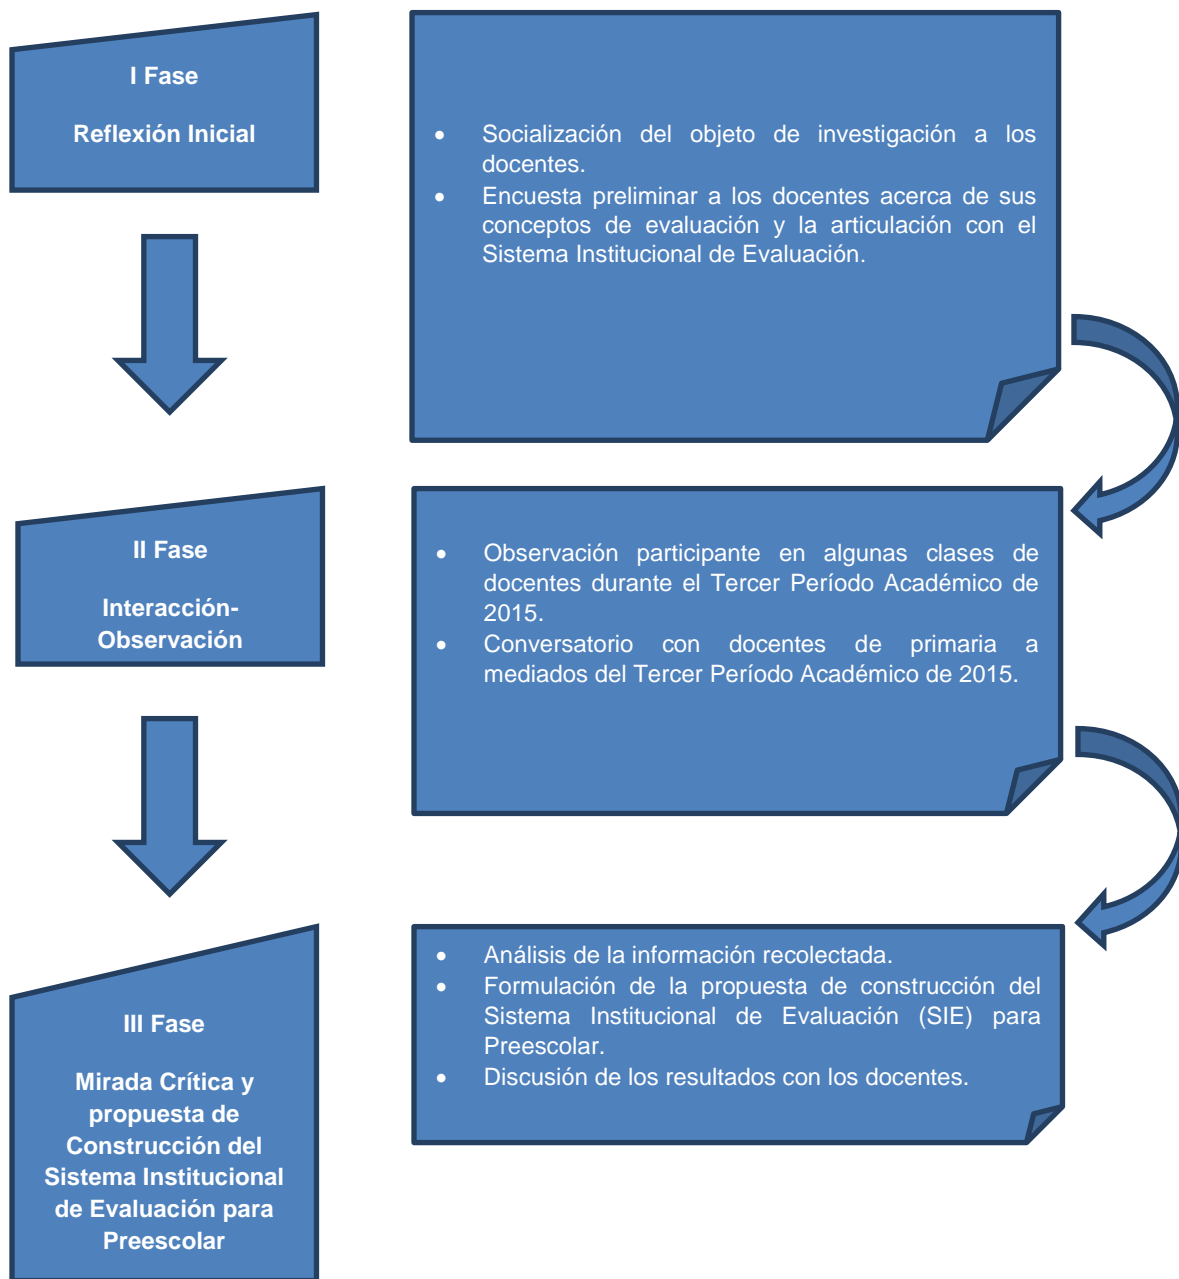 I Fase
Reflexión Inicial
• Socialización del objeto de investigación a los
docentes.
• Encuesta preliminar a los docentes acerca de sus
conceptos de evaluación y la articulación con el
Sistema Institucional de Evaluación.
II Fase
Interacción-
Observación
• Observación participante en algunas clases de
docentes durante el Tercer Período Académico de
2015.
• Conversatorio con docentes de primaria a
mediados del Tercer Período Académico de 2015.
III Fase
Mirada Crítica y
propuesta de
Construcción del
Sistema Institucional
de Evaluación para
Preescolar
• Análisis de la información recolectada.
• Formulación de la propuesta de construcción del
Sistema Institucional de Evaluación (SIE) para
Preescolar.
• Discusión de los resultados con los docentes.